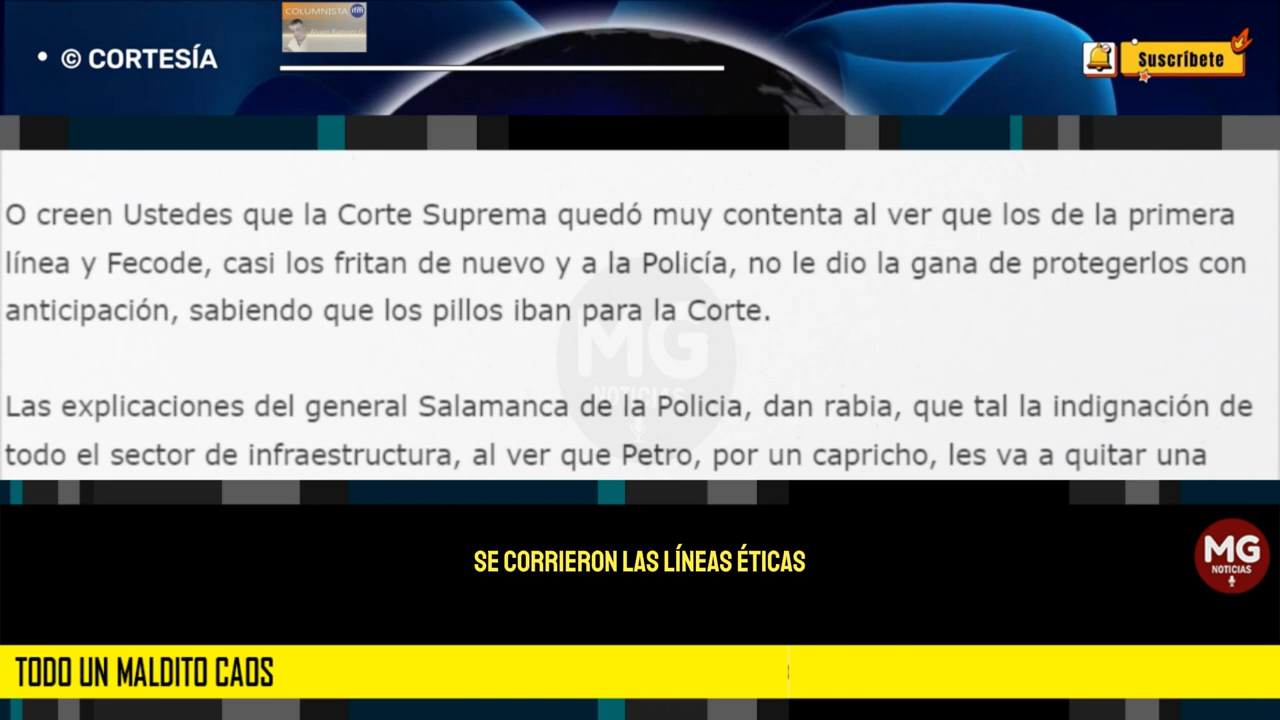 • © CORTESÍA
COLUMNISTA ifm
Suscríbete
O creen Ustedes que la Corte Suprema quedó muy contenta al ver que los de la primera
línea y Fecode, casi los fritan de nuevo y a la Policía, no le dio la gana de protegerlos con
anticipación, sabiendo que los pillos iban para la Corte.
MG
NOTICIAS
Las explicaciones del general Salamanca de la Policia, dan rabia, que tal la indignación de
todo el sector de infraestructura, al ver que Petro, por un capricho, les va a quitar una
SE CORRIERON LAS LÍNEAS ÉTICAS
MG
NOTICIAS
TODO UN MALDITO CAOS